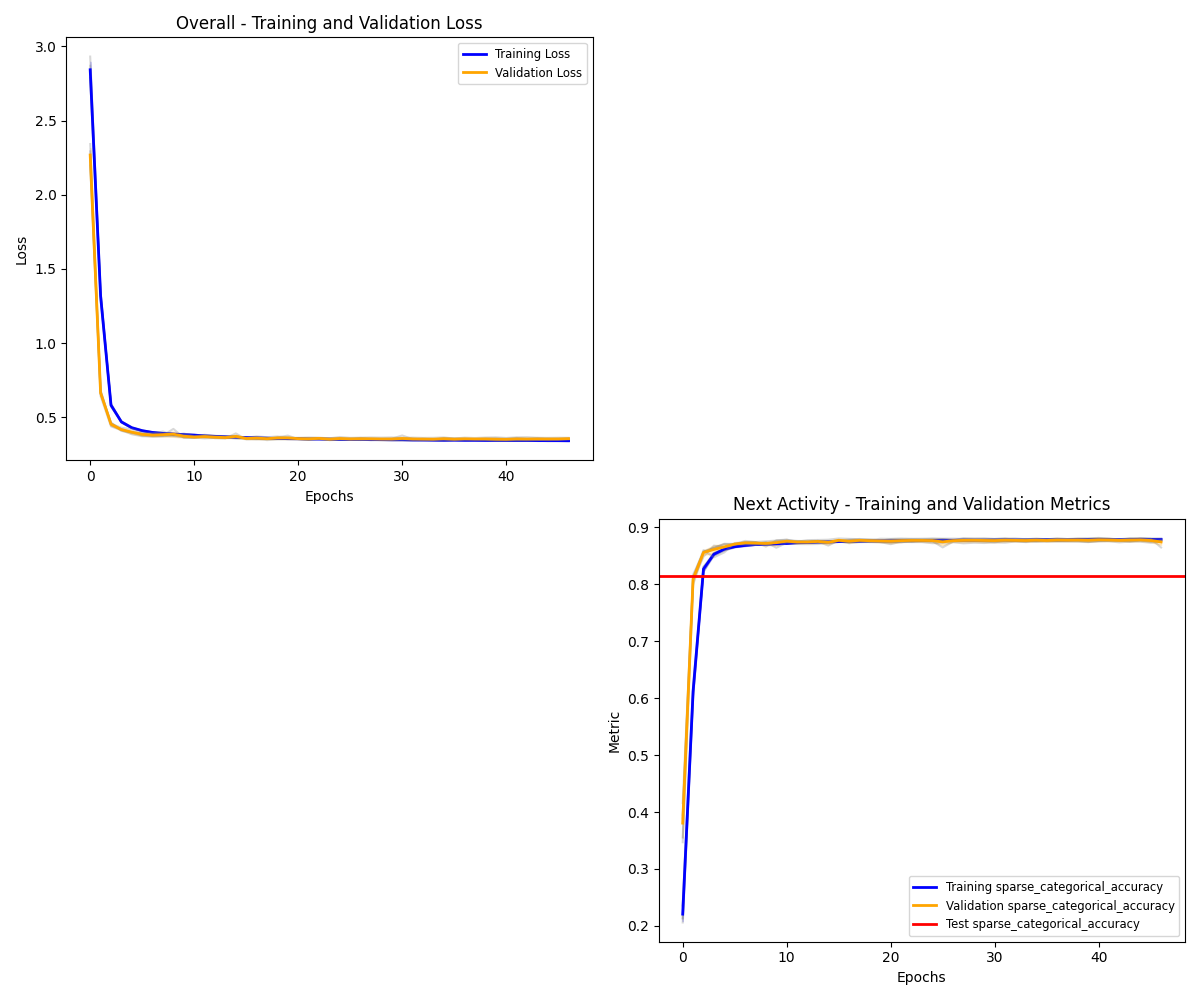 Overall - Training and Validation Loss
3.0
2.5
2.0
1.5
1.0
0.5
Loss
Training Loss
Validation Loss
0 10 20 30 40
Epochs
Next Activity - Training and Validation Metrics
0.9
0.8
0.7
0.6
0.5
0.4
0.3
0.2
Metric
Training sparse_categorical_accuracy
Validation sparse_categorical_accuracy
Test sparse_categorical_accuracy
0 10 20 30 40
Epochs